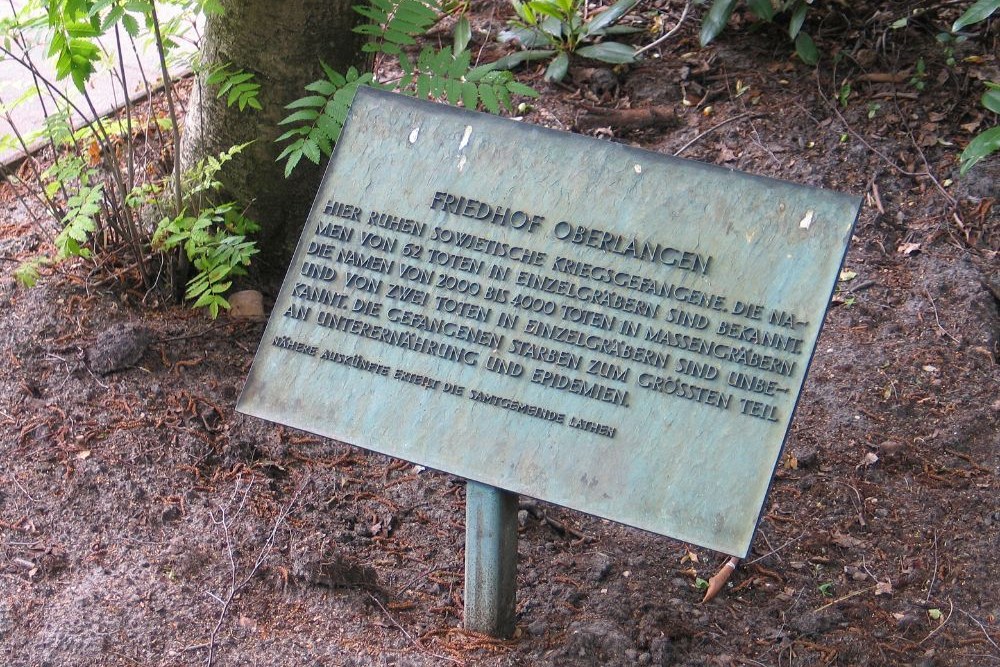 FRIEDHOF OBERLANGEN
HIER RUHEN SOWJETISCHE KRIEGSGEFANGENE. DIE NA-
MEN VON 62 TOTEN IN EINZELGRÄBERN SIND BEKANNT.
DIE NAMEN VON 2000 BIS 4000 TOTEN IN MASSENGRÄBERN
UND VON ZWEI TOTEN IN EINZELGRÄBERN SIND UNBE-
KANNT. DIE GEFANGENEN STARBEN ZUM GRÖSSTEN TEIL
AN UNTERERNÄHRUNG UND EPIDEMIEN.
NÄHERE AUSKÜNFTE ERTEILT DIE SAMTGEMEINDE LATHEN